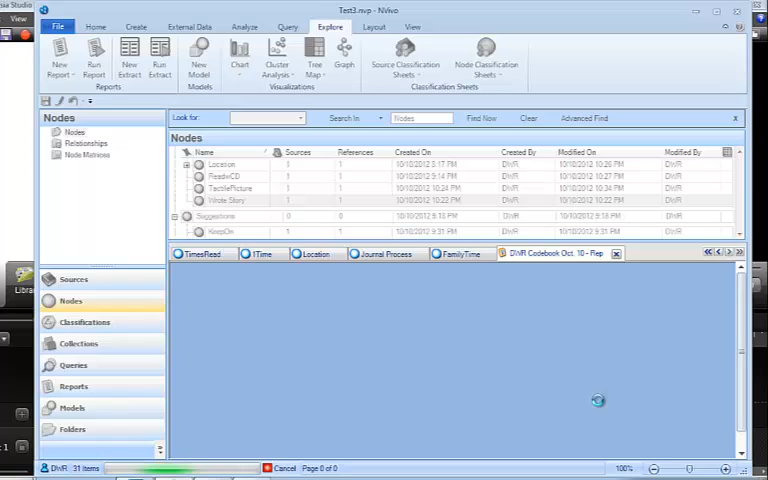 sia Studio
View
Test3.nvp - NVivo
File Home Create External Data Analyze Query Explore Layout View
New Report Run Report New Extract Run Extract New Model Chart Cluster Analysis Tree Map Graph Source Classification Sheets Node Classification Sheets
Reports Models Visualizations Classification Sheets
Nodes
Look for: Search In Nodes Find Now Clear Advanced Find x
Nodes
Relationships
Node Matrices
Nodes
Name Sources References Created On Created By Modified On Modified By
Location 1 1 10/10/2012 3:17 PM DWR 10/10/2012 10:26 PM DWR
ReadwCD 1 1 10/10/2012 9:14 PM DWR 10/10/2012 10:27 PM DWR
TactilePicture 1 1 10/10/2012 10:24 PM DWR 10/10/2012 10:34 PM DWR
Wrote Story 1 1 10/10/2012 10:22 PM DWR 10/10/2012 10:22 PM DWR
Suggestions 0 0 10/10/2012 9:13 PM DWR 10/10/2012 9:18 PM DWR
KeepOn 1 1 10/10/2012 9:31 PM DWR 10/10/2012 9:31 PM DWR
TimesRead 1Time Location Journal Process FamilyTime DWR Codebook Oct. 10 - Rep
Sources
Nodes
Classifications
Collections
Queries
Reports
Models
Folders
Librar
DWR 31 Items Cancel Page 0 of 0 100%